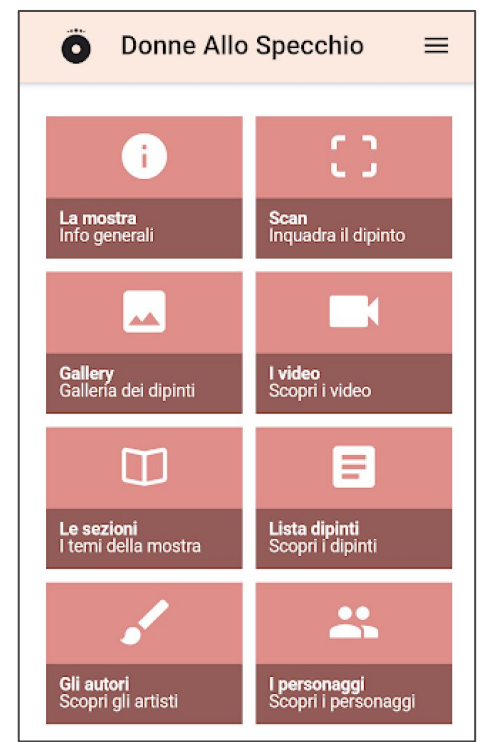 Donne Allo Specchio
La mostra
Info generali
Scan
Inquadra il dipinto
Gallery
Galleria dei dipinti
I video
Scopri i video
Le sezioni
I temi della mostra
Lista dipinti
Scopri i dipinti
Gli autori
Scopri gli artisti
I personaggi
Scopri i personaggi